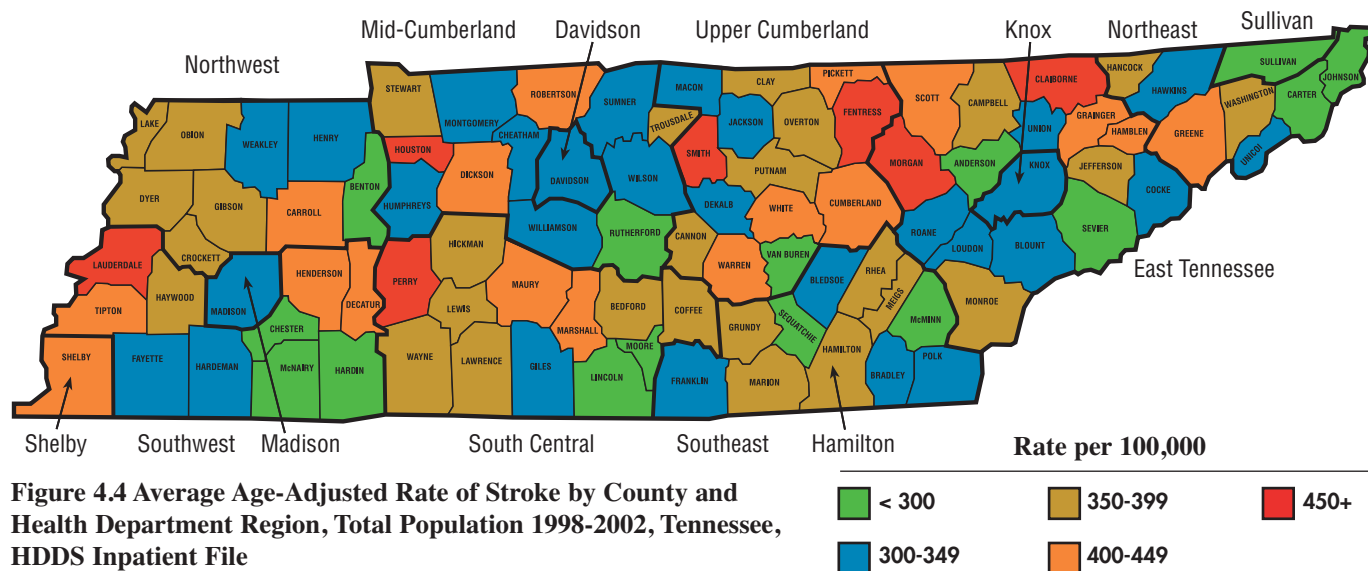 Sullivan
Mid-Cumberland Davidson Upper Cumberland Knox Northeast
Northwest
SULLIVAN
JOHNSON
CLAY
PICKETT
CLAIBORNE
HANCOCK
STEWART
ROBERTSON
MACON
SCOTT
CAMPBELL
HAWKINS
CARTER
WASHINGTON
SUMNER
FENTRESS
MONTGOMERY
TROUSDALE
JACKSON
OVERTON
UNION
GRAINGER
LAKE
OBION
WEAKLEY
HENRY
CHEATHAM
HAMBLEN
GREENE
UNICOI
HOUSTON
SMITH
MORGAN
ANDERSON
KNOX
JEFFERSON
PUTNAM
BENTON
DICKSON
DAVIDSON
WILSON
DYER
GIBSON
CARROLL
HUMPHREYS
DEKALB
WHITE
CUMBERLAND
COCKE
WILLIAMSON
RUTHERFORD
CANNON
ROANE
LOUDON
BLOUNT
SEVIER
HICKMAN
VAN BUREN
East Tennessee
CROCKETT
LAUDERDALE
WARREN
BLEDSOE
RHEA
HENDERSON
DECATUR
PERRY
MAURY
MEIGS
MONROE
HAYWOOD
TIPTON
MADISON
LEWIS
BEDFORD
COFFEE
McMINN
CHESTER
MARSHALL
GRUNDY
SEQUATCHIE
SHELBY
FAYETTE
HARDEMAN
McNAIRY
HARDIN
WAYNE
LAWRENCE
GILES
MOORE
LINCOLN
FRANKLIN
MARION
HAMILTON
BRADLEY
POLK
Shelby Southwest Madison South Central Southeast Hamilton
Rate per 100,000
Figure 4.4 Average Age-Adjusted Rate of Stroke by County and
Health Department Region, Total Population 1998-2002, Tennessee,
HDDS Inpatient File
< 300 350-399 450+
300-349 400-449